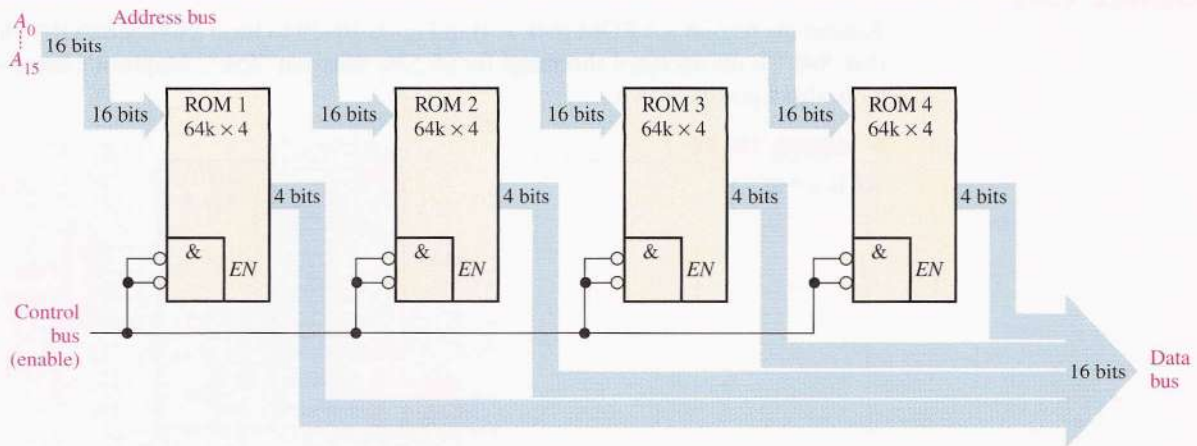 A0
A15
Address bus
16 bits
16 bits
16 bits
16 bits
16 bits
ROM 1
64k × 4
ROM 2
64k × 4
ROM 3
64k × 4
ROM 4
64k × 4
4 bits
4 bits
4 bits
4 bits
&
EN
&
EN
&
EN
&
EN
Control
bus
(enable)
16 bits
Data
bus